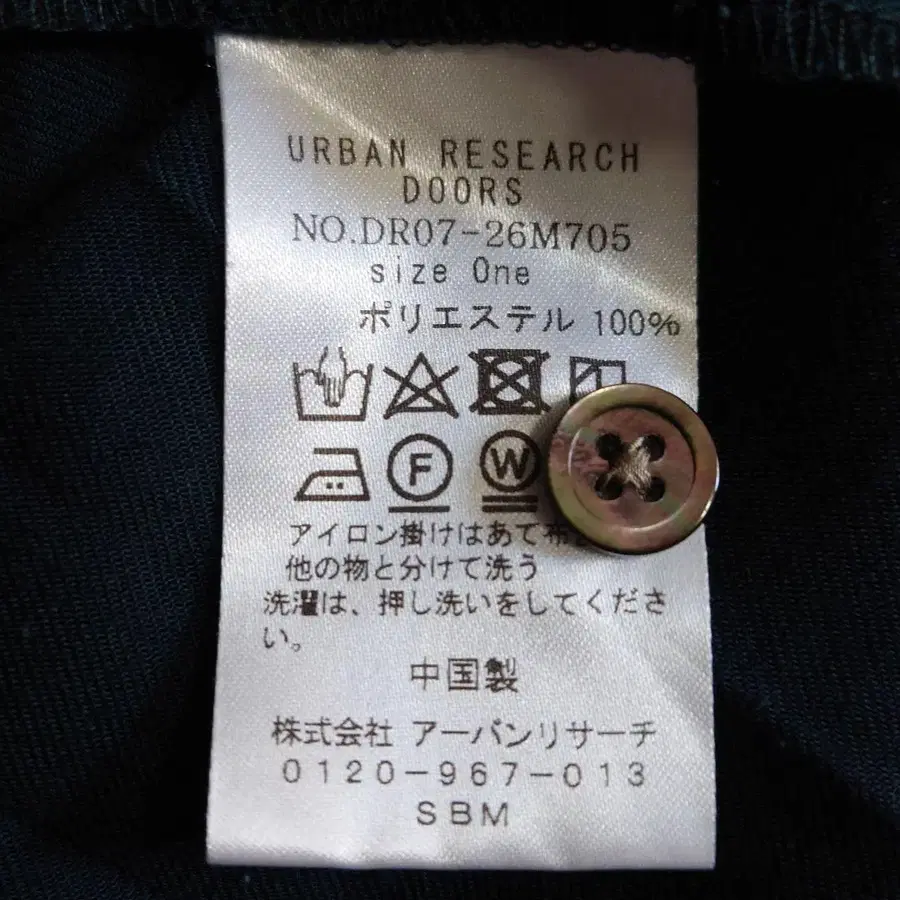 URBAN RESEARCH
DOORS
NO.DR07-26M705
size One
ポリエステル 100%
F W
アイロン掛けはあて布
他の物と分けて洗う
洗濯は、押し洗いをしてくださ
い。
中国製
株式会社 アーバンリサーチ
0120-967-013
SBM